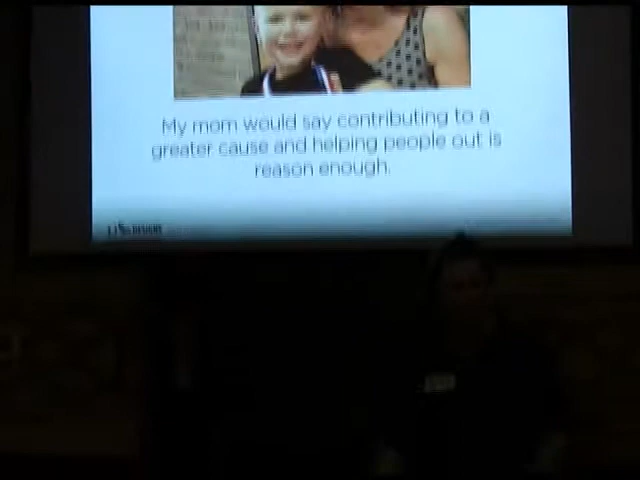 My mom would say contributing to a
greater cause and helping people out is
reason enough.